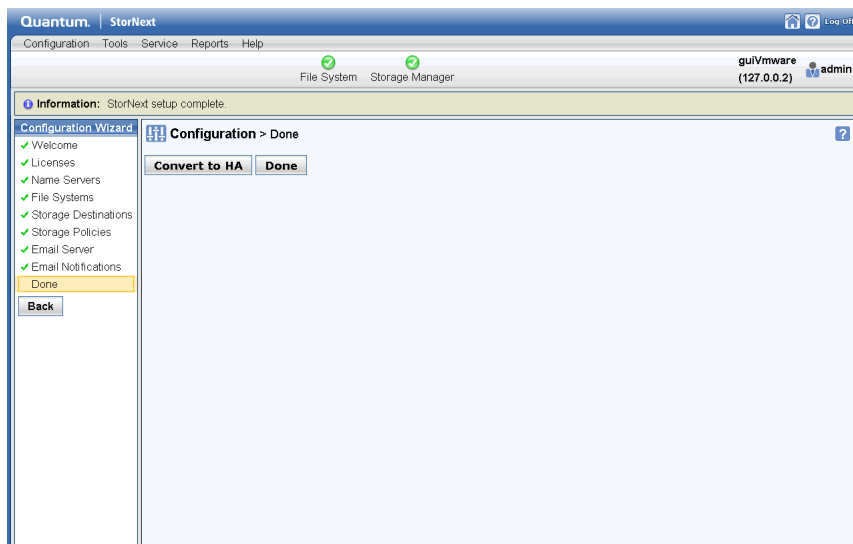 Quantum. | StorNext
Log Off
Configuration Tools Service Reports Help
File System Storage Manager
guiVmware
(127.0.0.2)
admin
Information: StorNext setup complete.
Configuration Wizard
Welcome
Licenses
Name Servers
File Systems
Storage Destinations
Storage Policies
Email Server
Email Notifications
Done
Back
Configuration > Done
Convert to HA Done